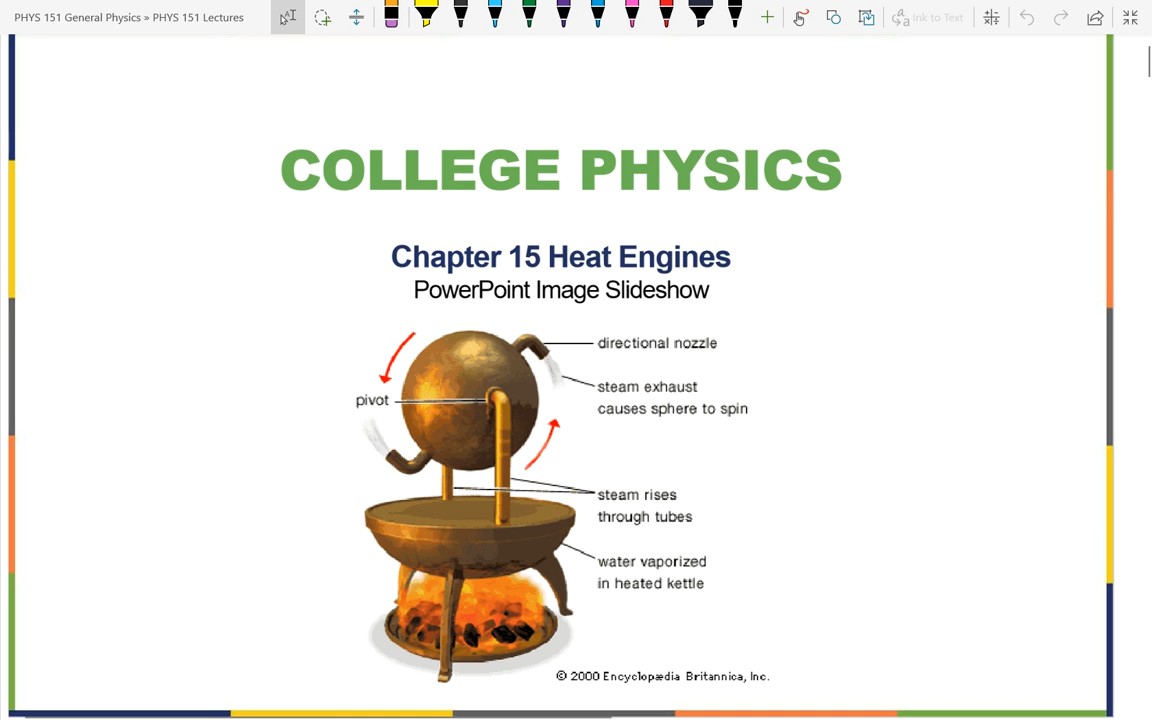 PHYS 151 General Physics » PHYS 151 Lectures
Ink to Text
COLLEGE PHYSICS
Chapter 15 Heat Engines
PowerPoint Image Slideshow
directional nozzle
steam exhaust
causes sphere to spin
pivot
steam rises
through tubes
water vaporized
in heated kettle
© 2000 Encyclopædia Britannica, Inc.